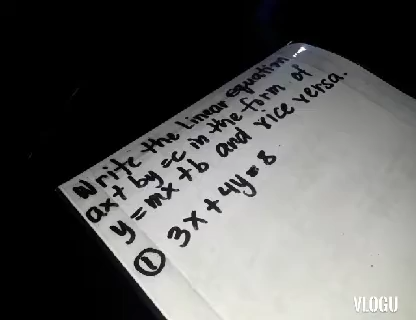 Write the Linear equation
ax + by = c in the form of
y = mx + b and vice versa.
① 3x + 4y = 8
VLOGU